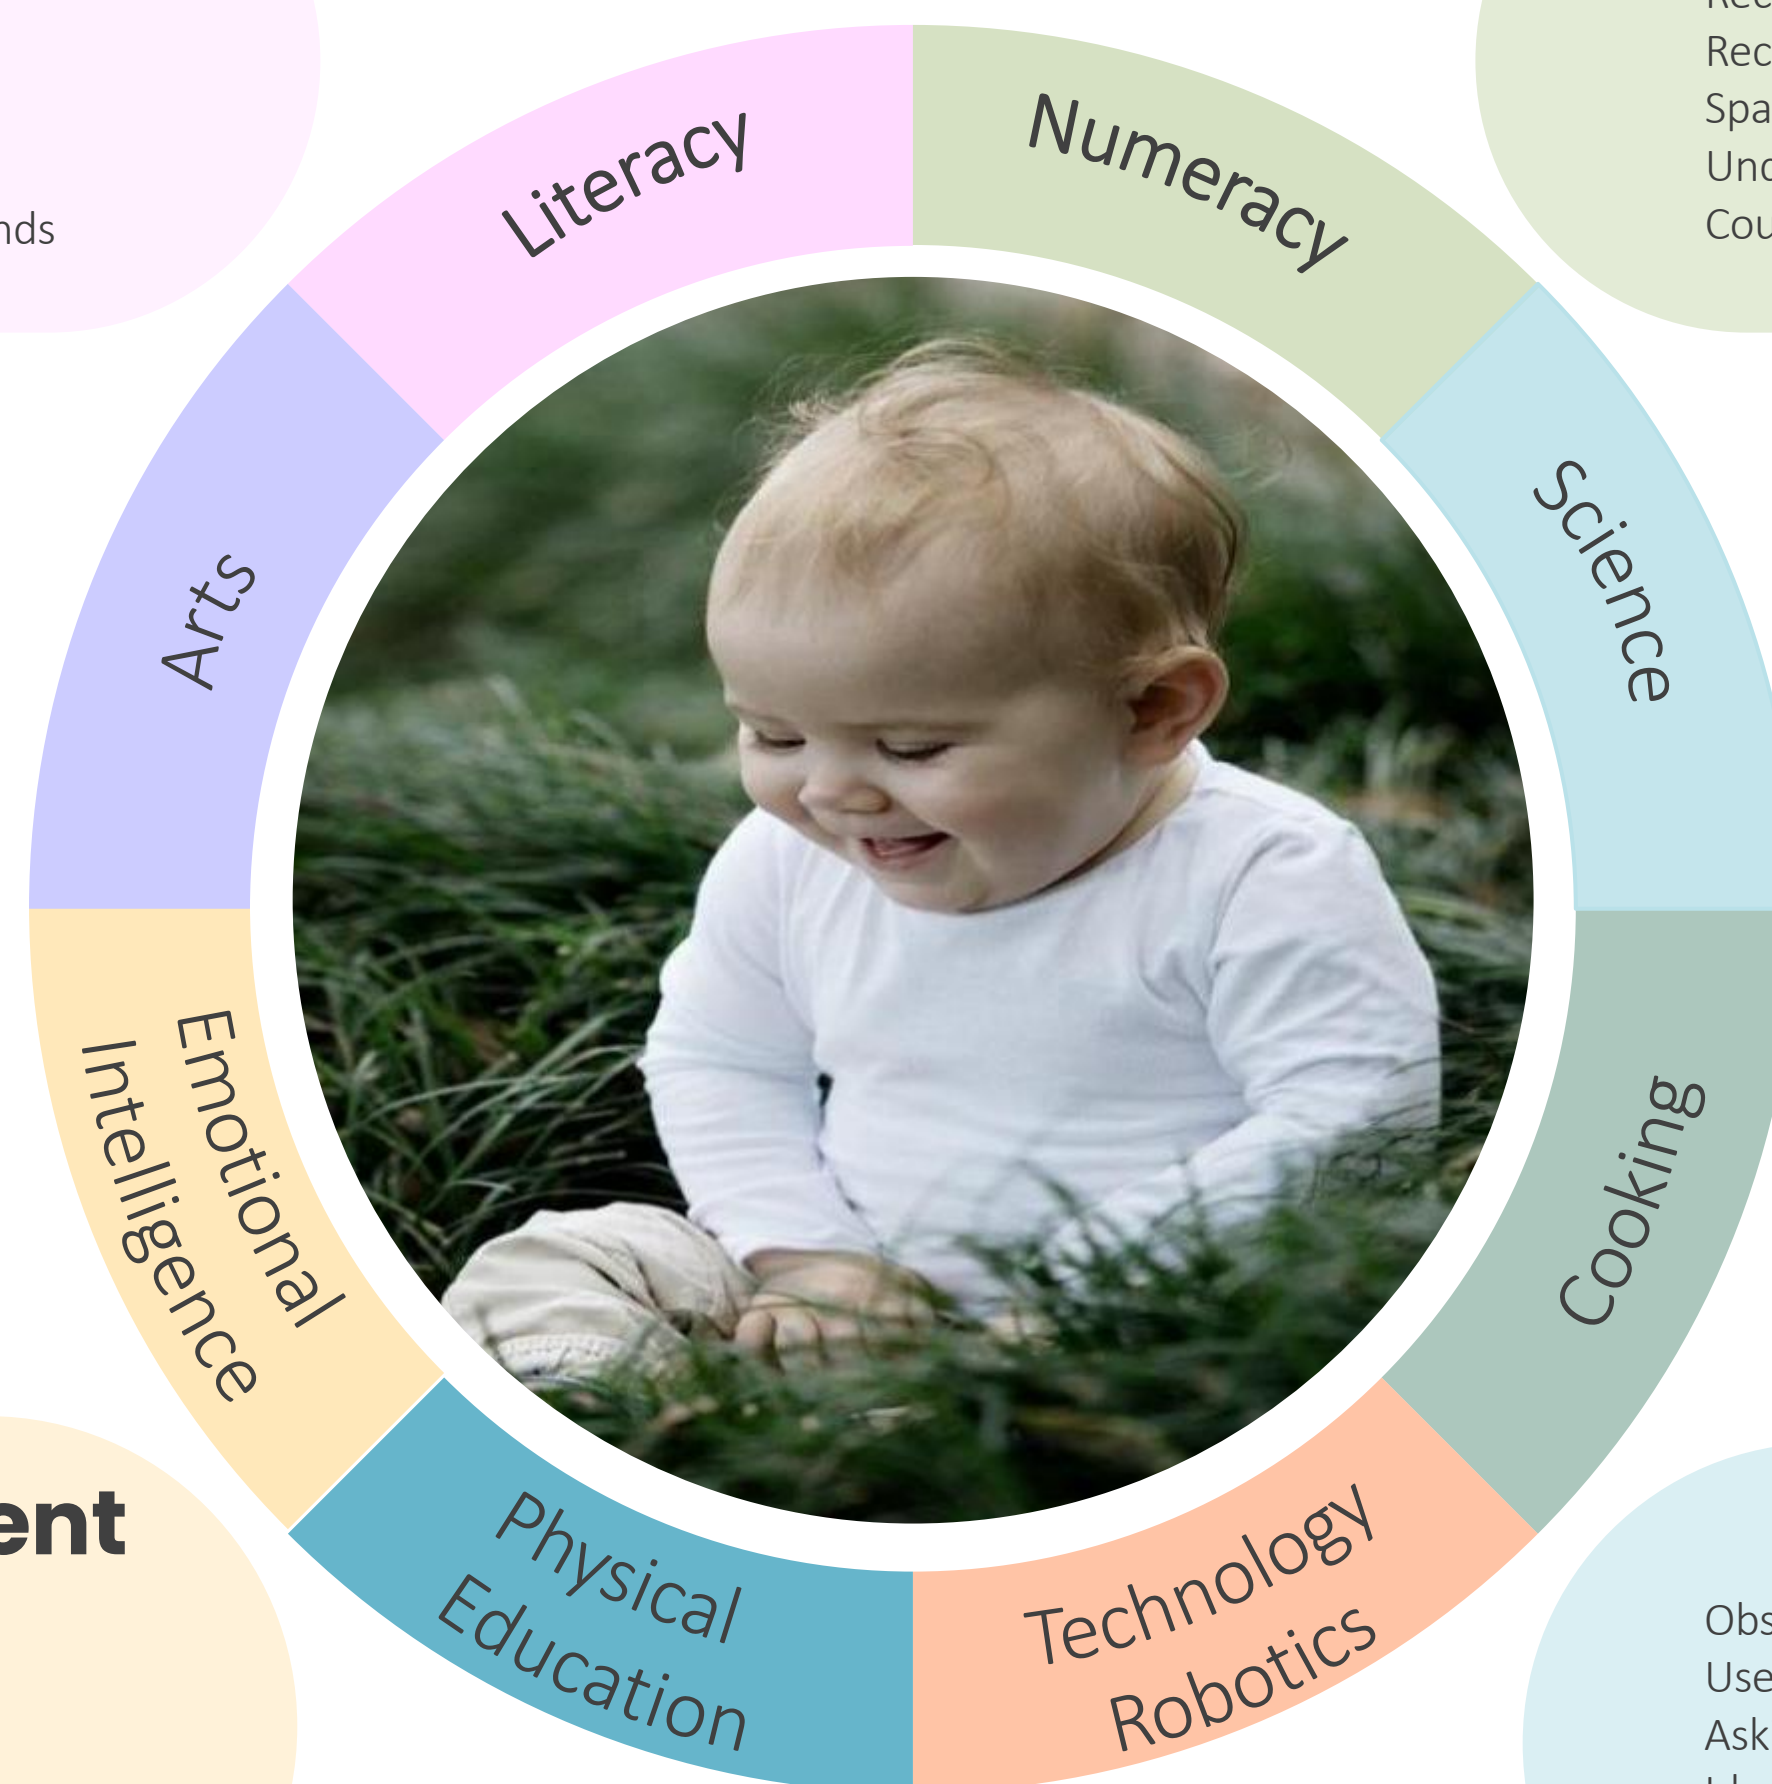 nds
Literacy
Numeracy
Science
Cooking
Technology
Robotics
Physical
Education
Emotional
Intelligence
Arts
ent
Rec
Spa
Und
Cou
Obs
Use
Ask